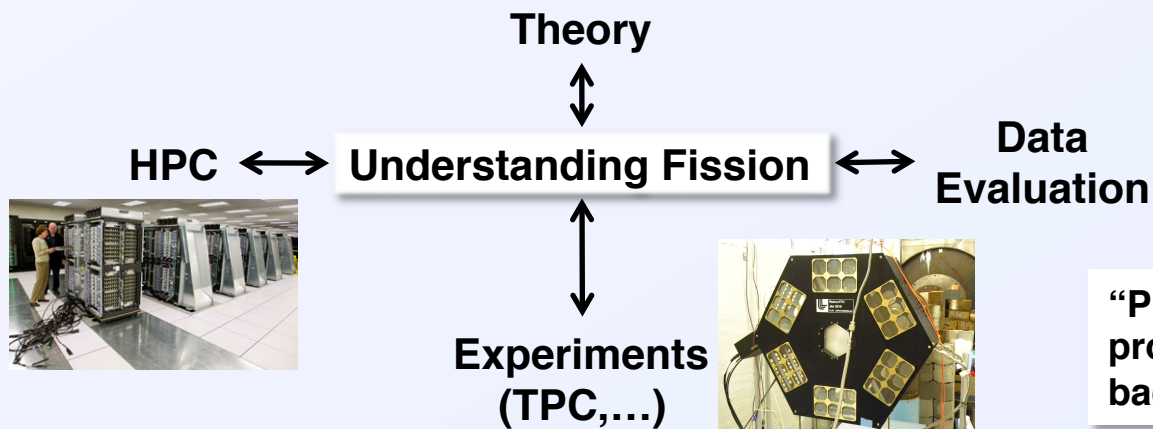 Theory
HPC
Understanding Fission
Data
Evaluation
Experiments
(TPC,…)